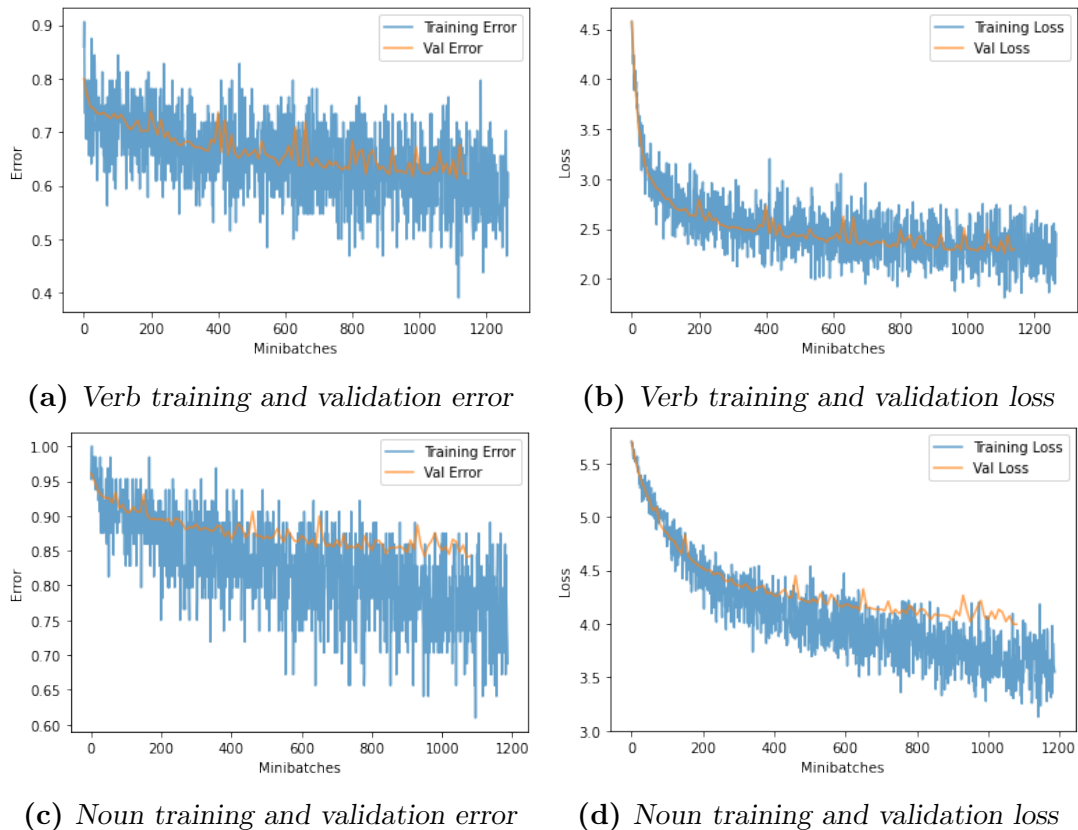 0.9
0.8
0.7
0.6
0.5
0.4
Error
Training Error
Val Error
0 200 400 600 800 1000 1200
Minibatches
4.5
4.0
3.5
3.0
2.5
2.0
Loss
Training Loss
Val Loss
0 200 400 600 800 1000 1200
Minibatches
(a) Verb training and validation error
(b) Verb training and validation loss
1.00
0.95
0.90
0.85
0.80
0.75
0.70
0.65
0.60
Error
Training Error
Val Error
0 200 400 600 800 1000 1200
Minibatches
5.5
5.0
4.5
4.0
3.5
3.0
Loss
Training Loss
Val Loss
0 200 400 600 800 1000 1200
Minibatches
(c) Noun training and validation error
(d) Noun training and validation loss